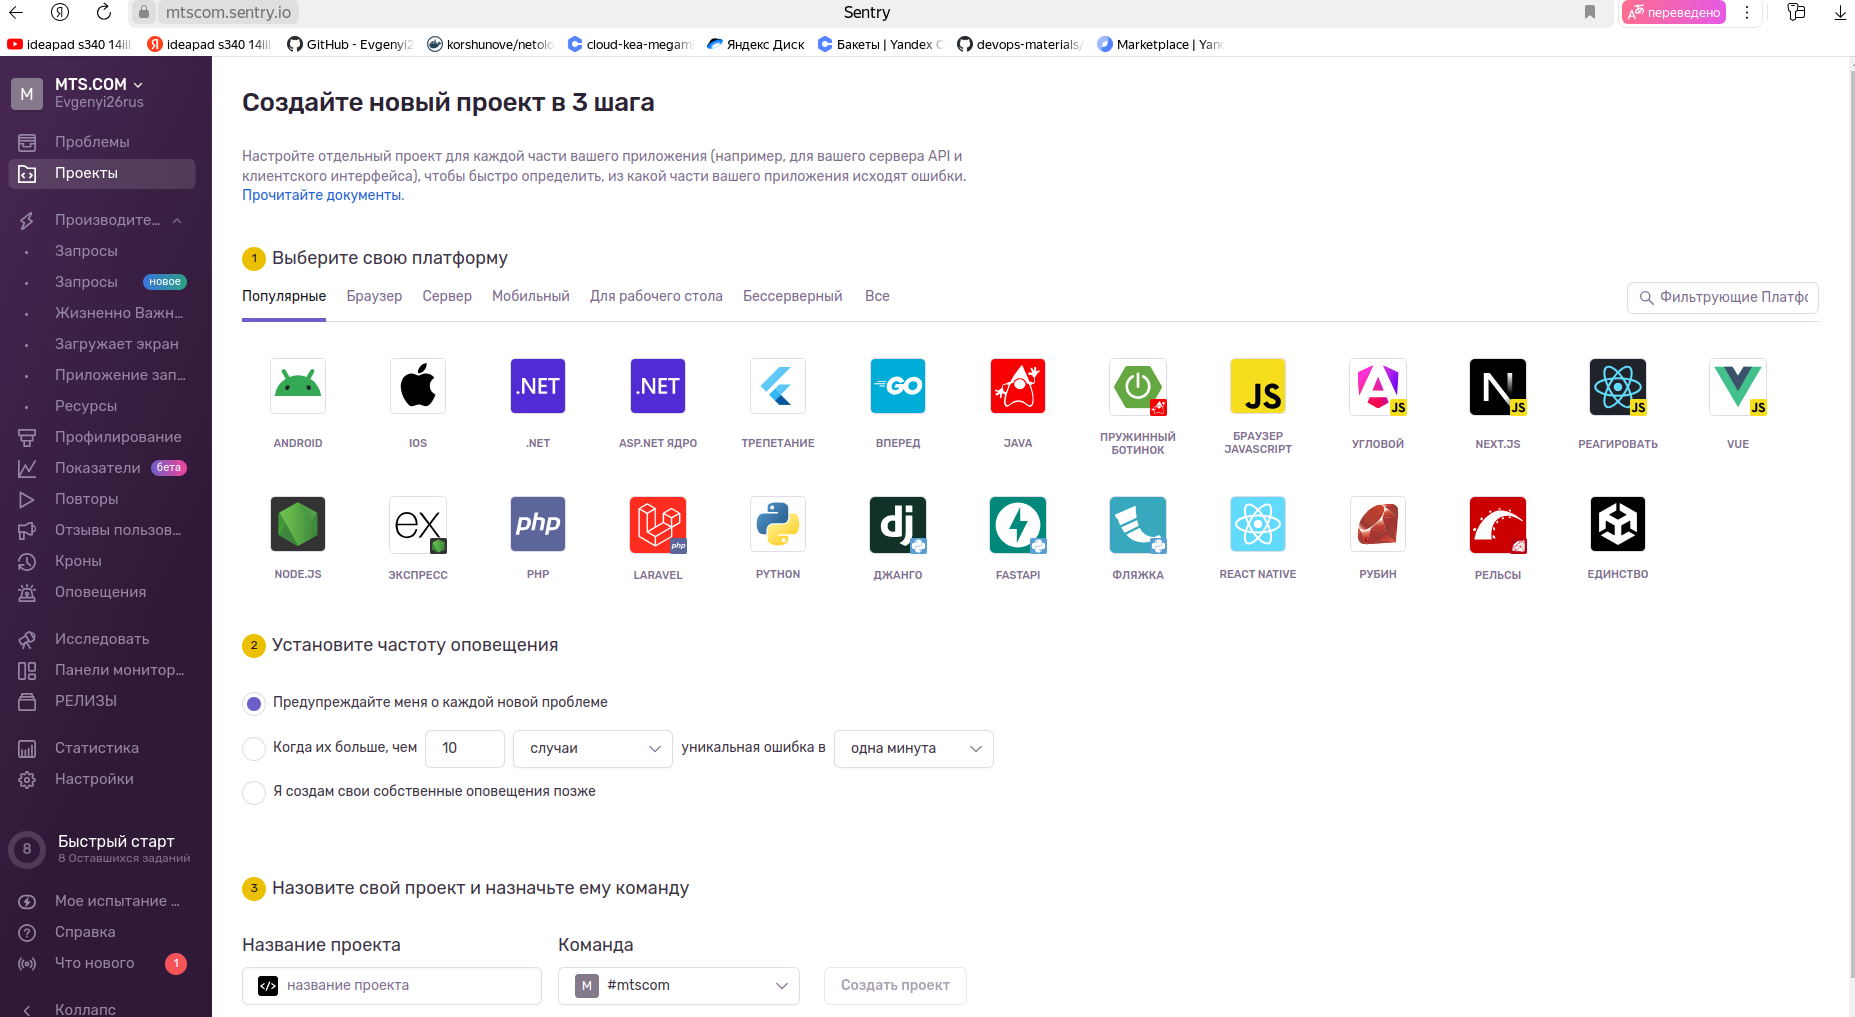 mtscom.sentry.io
Sentry
переведено
ideapad s340 14iil
ideapad s340 14iil
GitHub - Evgenyi2
korshunove/netolo
cloud-kea-megam
Яндекс Диск
Бакеты | Yandex C
devops-materials/
Marketplace | Yan
M
MTS.COM
Evgenyi26rus
Проблемы
Проекты
Производите...
Запросы
Запросы новое
Жизненно Важн...
Загружает экран
Приложение зап...
Ресурсы
Профилирование
Показатели бета
Повторы
Отзывы пользов...
Кроны
Оповещения
Исследовать
Панели монитор...
РЕЛИЗЫ
Статистика
Настройки
8
Быстрый старт
8 Оставшихся заданий
Мое испытание ...
Справка
Что нового 1
Коллапс
Создайте новый проект в 3 шага
Настройте отдельный проект для каждой части вашего приложения (например, для вашего сервера API и
клиентского интерфейса), чтобы быстро определить, из какой части вашего приложения исходят ошибки.
Прочитайте документы.
1 Выберите свою платформу
Популярные Браузер Сервер Мобильный Для рабочего стола Бессерверный Все
Фильтрующие Платфо
.NET .NET GO JS JS N JS JS JS
ANDROID IOS .NET ASP.NET ЯДРО ТРЕПЕТАНИЕ ВПЕРЕД JAVA ПРУЖИННЫЙ БОТИНОК БРАУЗЕР JAVASCRIPT УГЛОВОЙ NEXT.JS РЕАГИРОВАТЬ VUE
ex php php dj
NODE.JS ЭКСПРЕСС PHP LARAVEL PYTHON ДЖАНГО FASTAPI ФЛЯЖКА REACT NATIVE РУБИН РЕЛЬСЫ ЕДИНСТВО
2 Установите частоту оповещения
Предупреждайте меня о каждой новой проблеме
Когда их больше, чем 10 случаи уникальная ошибка в одна минута
Я создам свои собственные оповещения позже
3 Назовите свой проект и назначьте ему команду
Название проекта Команда
название проекта M #mtscom Создать проект